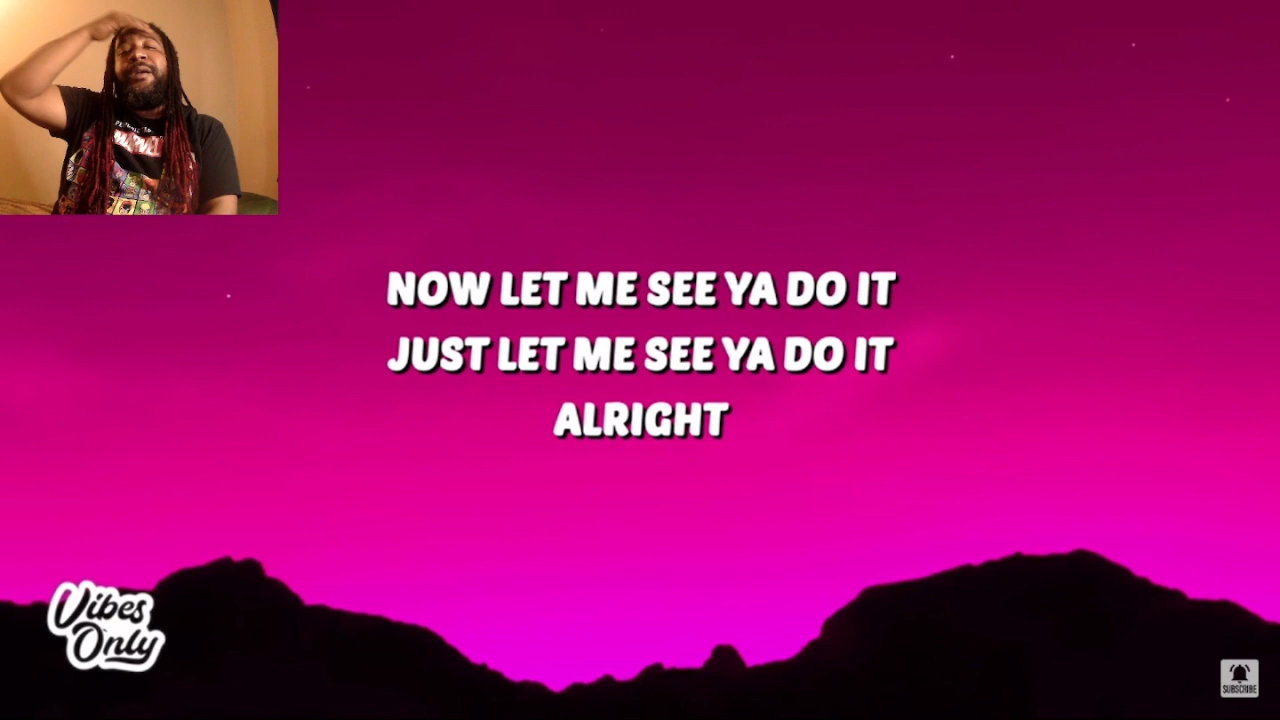 NOW LET ME SEE YA DO IT
JUST LET ME SEE YA DO IT
ALRIGHT
Vibes
Only
SUBSCRIBE